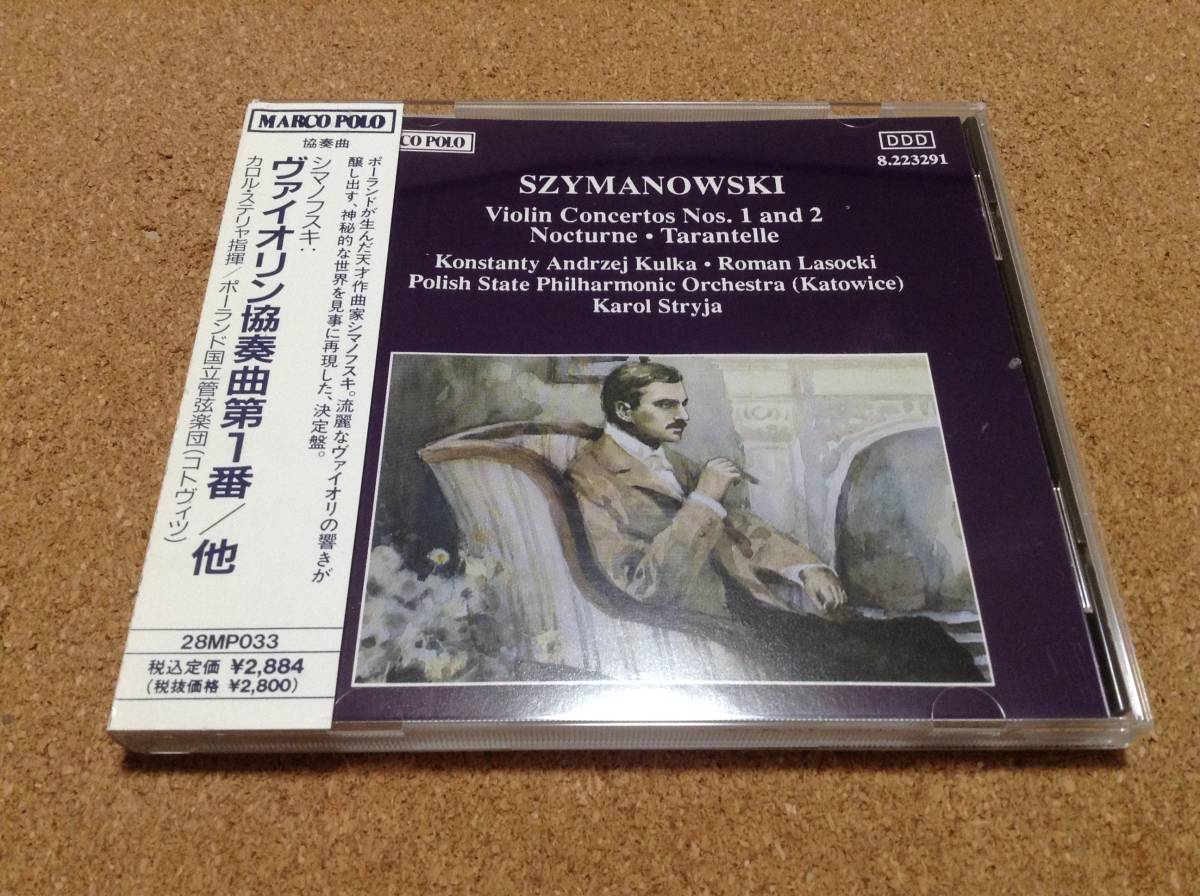 MARCO POLO
協奏曲
ポーランドが生んだ天才作曲家シマノフスキ。流麗なヴァイオリの響きが
醸し出す、神秘的な世界を見事に再現した、決定盤。
シマノフスキ:
ヴァイオリン協奏曲第1番/他
カロル・ステリャ指揮/ポーランド国立管弦楽団(コトヴィツ)
28MP033
税込定価 ¥2,884
(税抜価格 ¥2,800)
CO POLO
DDD
8.223291
SZYMANOWSKI
Violin Concertos Nos. 1 and 2
Nocturne • Tarantelle
Konstanty Andrzej Kulka • Roman Lasocki
Polish State Philharmonic Orchestra (Katowice)
Karol Stryja